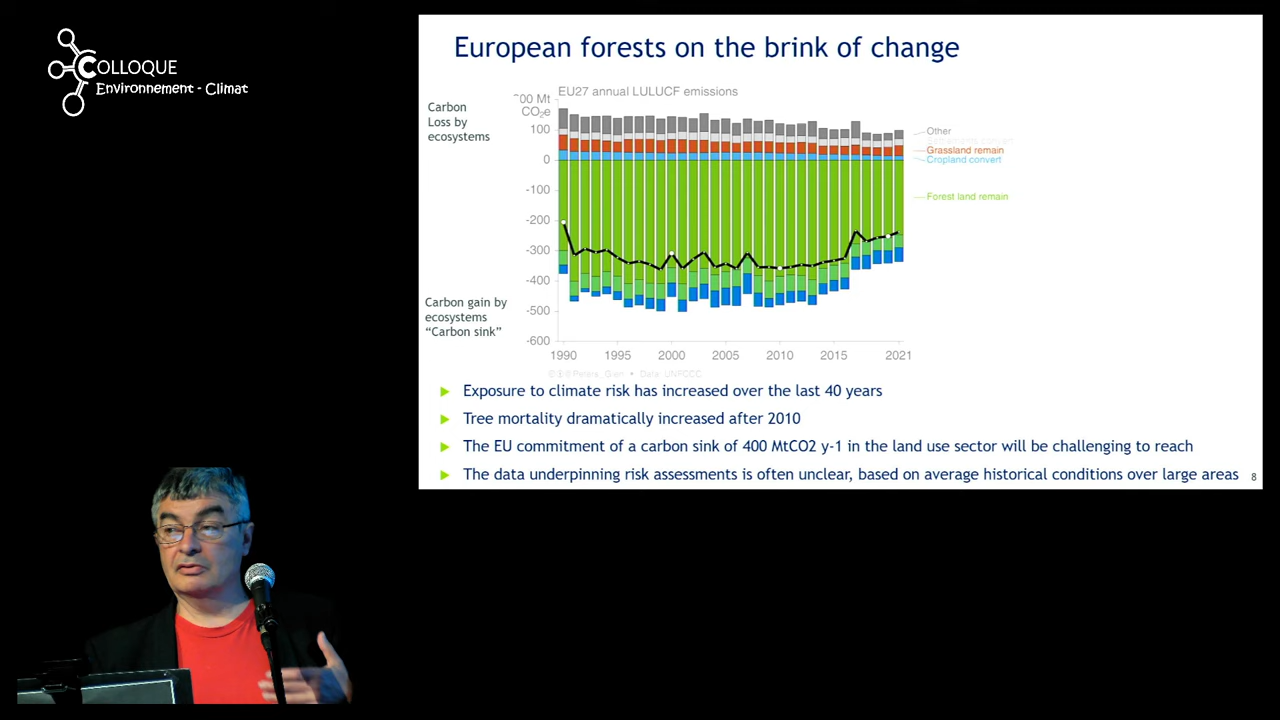 COLLOQUE
Environnement - Climat
European forests on the brink of change
Carbon
Loss by
ecosystems
EU27 annual LULUCF emissions
00 Mt
CO₂e
100
0
-100
-200
-300
-400
-500
-600
Other
Grassland remain
Cropland convert
Forest land remain
Carbon gain by
ecosystems
“Carbon sink”
1990
1995
2000
2005
2010
2015
2021
Data: UNFCCC
Exposure to climate risk has increased over the last 40 years
Tree mortality dramatically increased after 2010
The EU commitment of a carbon sink of 400 MtCO2 y-1 in the land use sector will be challenging to reach
The data underpinning risk assessments is often unclear, based on average historical conditions over large areas
8